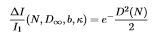 ΔI/I₁ (N, D∞, b, κ) = e^(−D²(N)/2)